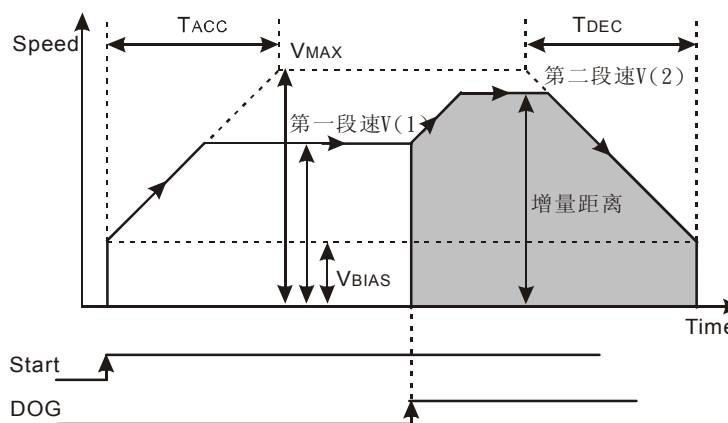 TACC
TDEC
Speed
VMAX
第二段速V(2)
第一段速V(1)
增量距离
VBIAS
Time
Start
DOG